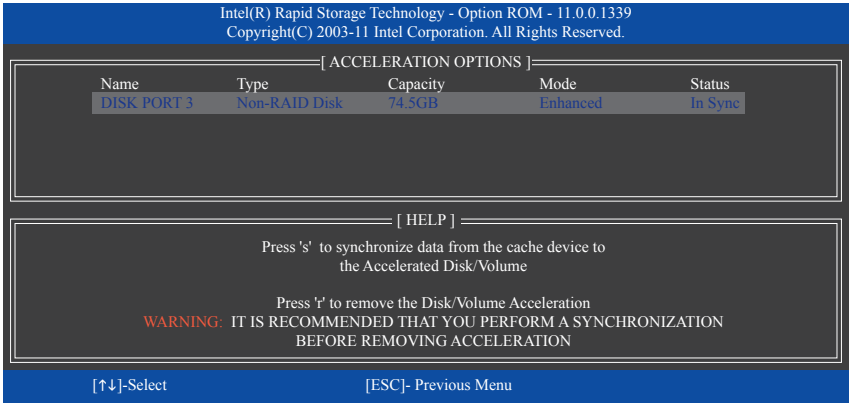 Intel(R) Rapid Storage Technology - Option ROM - 11.0.0.1339
Copyright(C) 2003-11 Intel Corporation. All Rights Reserved.
[ ACCELERATION OPTIONS ]
Name Type Capacity Mode Status
DISK PORT 3 Non-RAID Disk 74.5GB Enhanced In Sync
[ HELP ]
Press 's' to synchronize data from the cache device to
the Accelerated Disk/Volume
Press 'r' to remove the Disk/Volume Acceleration
WARNING: IT IS RECOMMENDED THAT YOU PERFORM A SYNCHRONIZATION
BEFORE REMOVING ACCELERATION
[↑↓]-Select [ESC]- Previous Menu